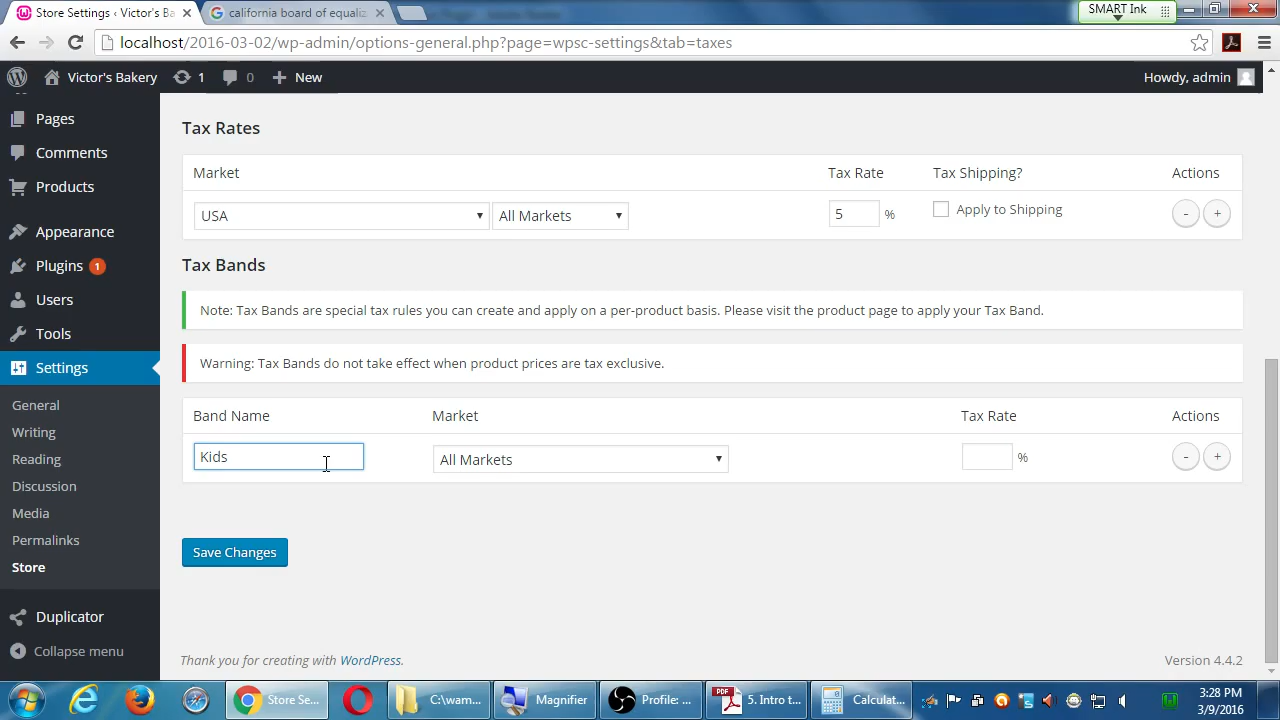 Store Settings ‹ Victor's Ba
california board of equaliz
SMART Ink
localhost/2016-03-02/wp-admin/options-general.php?page=wpsc-settings&tab=taxes
Victor's Bakery
1
0
New
Howdy, admin
Pages
Comments
Products
Appearance
Plugins 1
Users
Tools
Settings
General
Writing
Reading
Discussion
Media
Permalinks
Store
Duplicator
Collapse menu
Tax Rates
Market
Tax Rate
Tax Shipping?
Actions
USA
All Markets
5
%
Apply to Shipping
-
+
Tax Bands
Note: Tax Bands are special tax rules you can create and apply on a per-product basis. Please visit the product page to apply your Tax Band.
Warning: Tax Bands do not take effect when product prices are tax exclusive.
Band Name
Market
Tax Rate
Actions
Kids
All Markets
%
-
+
Save Changes
Thank you for creating with WordPress.
Version 4.4.2
Store Se...
C:\wam...
Magnifier
Profile: ...
5. Intro t...
Calculat...
3:28 PM
3/9/2016